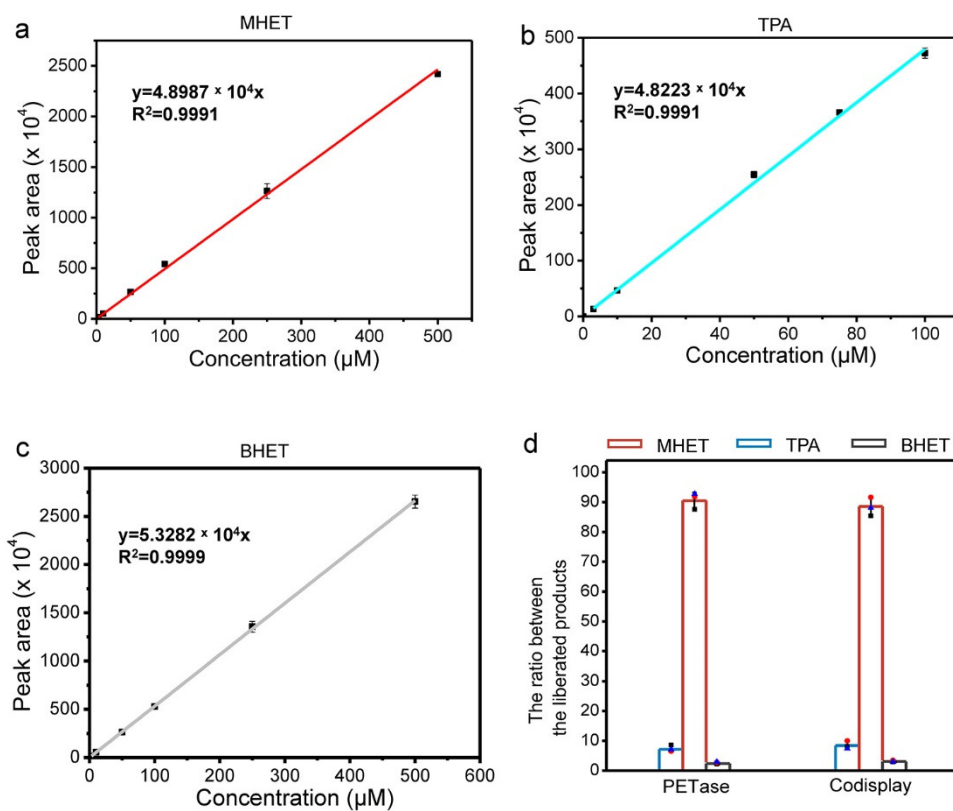 a
MHET
y=4.8987 × 10⁴x
R²=0.9991
Peak area (x 10⁴)
2500
2000
1500
1000
500
0
0 100 200 300 400 500
Concentration (µM)
b
TPA
y=4.8223 × 10⁴x
R²=0.9991
Peak area (x 10⁴)
500
400
300
200
100
0
0 20 40 60 80 100
Concentration (µM)
c
BHET
y=5.3282 × 10⁴x
R²=0.9999
Peak area (x 10⁴)
3000
2500
2000
1500
1000
500
0
0 100 200 300 400 500 600
Concentration (µM)
d
MHET TPA BHET
The ratio between
the liberated products
100
90
80
70
60
50
40
30
20
10
0
PETase Codisplay